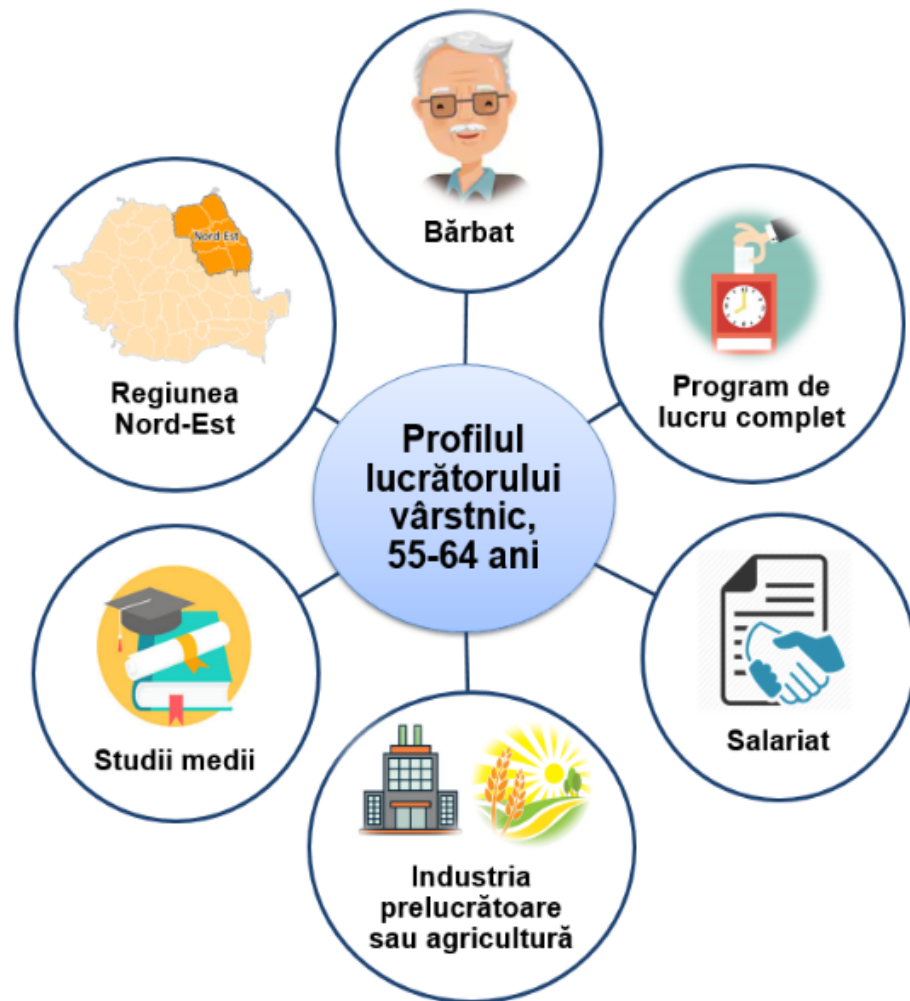 Bărbat
Nord-Est
Regiunea
Nord-Est
Program de
lucru complet
Profilul
lucrătorului
vârstnic,
55-64 ani
Studii medii
Salariat
Industria
prelucrătoare
sau agricultură